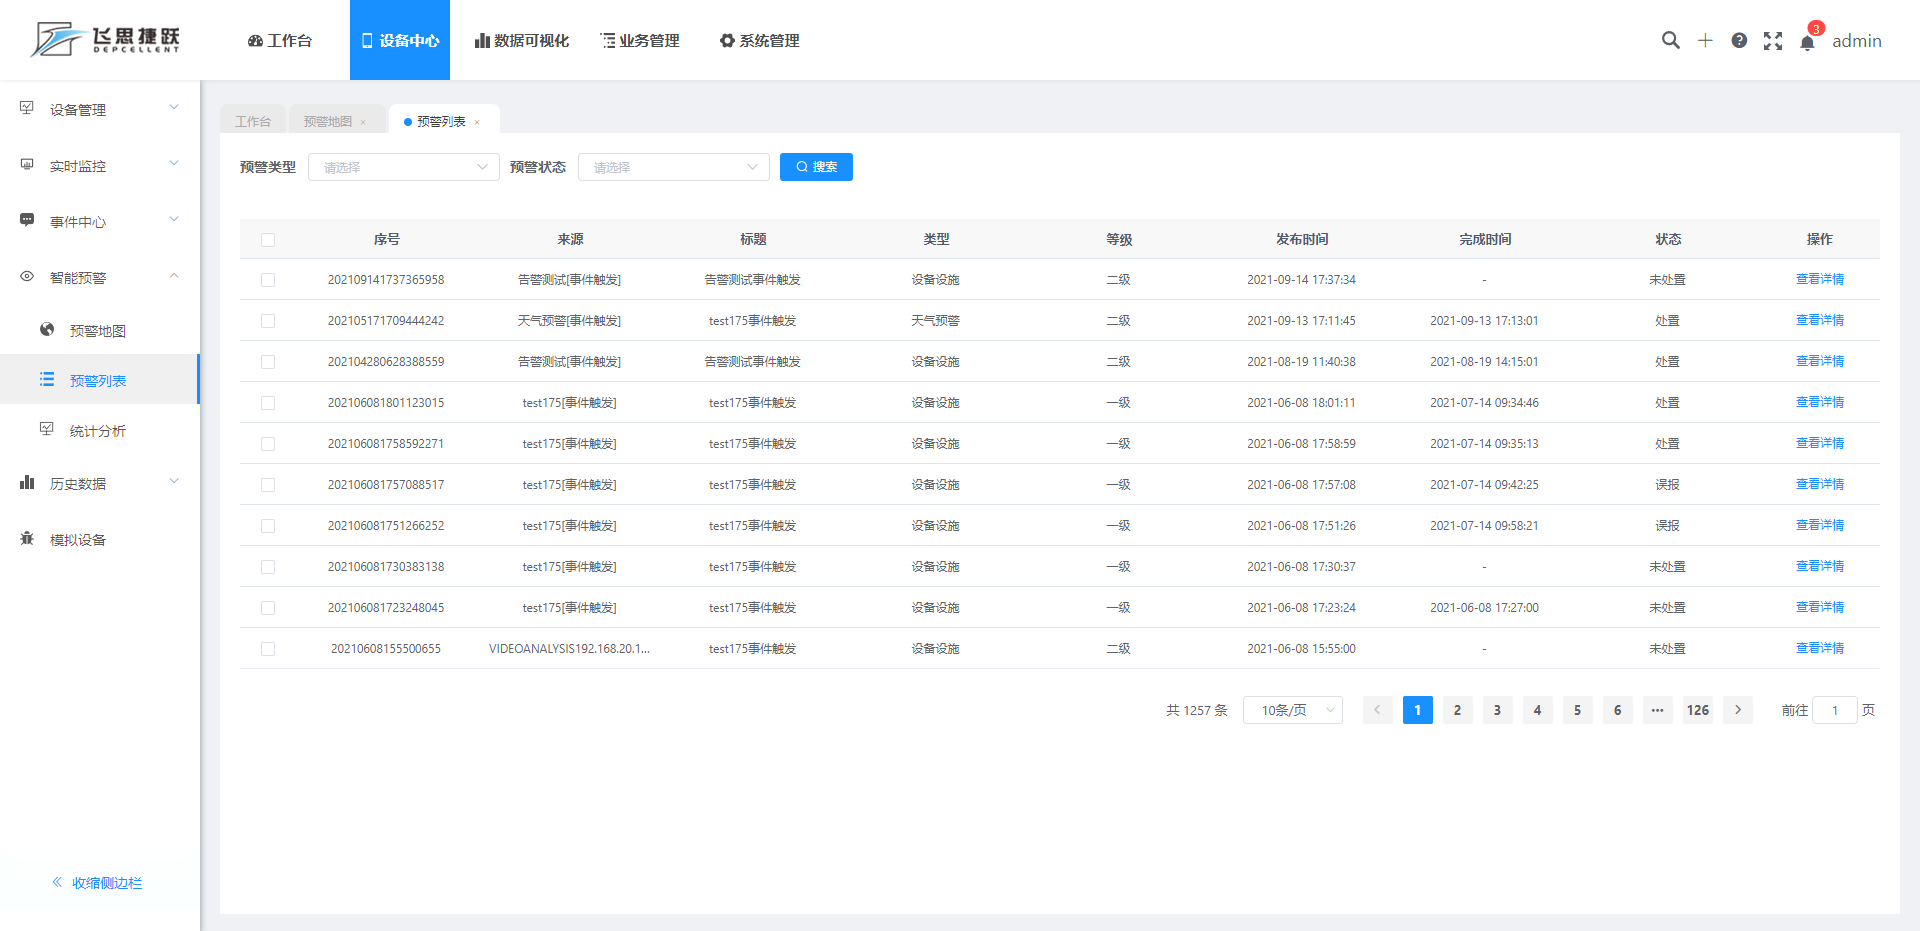 飞思捷跃
DEPCELLENT
工作台 设备中心 数据可视化 业务管理 系统管理
3
admin
设备管理
实时监控
事件中心
智能预警
预警地图
预警列表
统计分析
历史数据
模拟设备
收缩侧边栏
工作台 预警地图 × 预警列表 ×
预警类型 请选择 预警状态 请选择 搜索
序号 来源 标题 类型 等级 发布时间 完成时间 状态 操作
202109141737365958 告警测试[事件触发] 告警测试事件触发 设备设施 二级 2021-09-14 17:37:34 - 未处置 查看详情
202105171709444242 天气预警[事件触发] test175事件触发 天气预警 二级 2021-09-13 17:11:45 2021-09-13 17:13:01 处置 查看详情
202104280628388559 告警测试[事件触发] 告警测试事件触发 设备设施 二级 2021-08-19 11:40:38 2021-08-19 14:15:01 处置 查看详情
202106081801123015 test175[事件触发] test175事件触发 设备设施 一级 2021-06-08 18:01:11 2021-07-14 09:34:46 处置 查看详情
202106081758592271 test175[事件触发] test175事件触发 设备设施 一级 2021-06-08 17:58:59 2021-07-14 09:35:13 处置 查看详情
202106081757088517 test175[事件触发] test175事件触发 设备设施 一级 2021-06-08 17:57:08 2021-07-14 09:42:25 误报 查看详情
202106081751266252 test175[事件触发] test175事件触发 设备设施 一级 2021-06-08 17:51:26 2021-07-14 09:58:21 误报 查看详情
202106081730383138 test175[事件触发] test175事件触发 设备设施 一级 2021-06-08 17:30:37 - 未处置 查看详情
202106081723248045 test175[事件触发] test175事件触发 设备设施 一级 2021-06-08 17:23:24 2021-06-08 17:27:00 未处置 查看详情
20210608155500655 VIDEOANALYSIS192.168.20.1... test175事件触发 设备设施 二级 2021-06-08 15:55:00 - 未处置 查看详情
共 1257 条 10条/页 1 2 3 4 5 6 ••• 126 前往 1 页